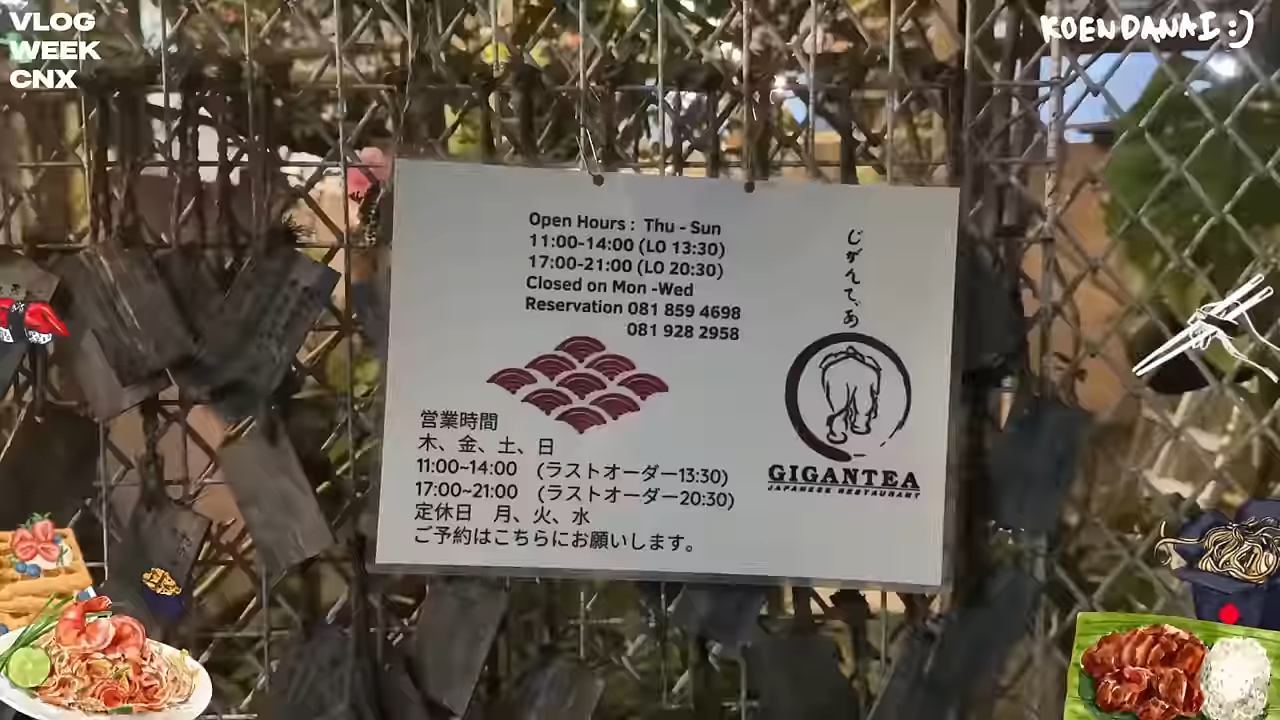 VLOG
WEEK
CNX
KOENDANAI :)
Open Hours : Thu - Sun
11:00-14:00 (LO 13:30)
17:00-21:00 (LO 20:30)
Closed on Mon -Wed
Reservation 081 859 4698
081 928 2958
じがんてあ
GIGANTEA
JAPANESE RESTAURANT
営業時間
木、金、土、日
11:00~14:00 (ラストオーダー13:30)
17:00~21:00 (ラストオーダー20:30)
定休日 月、火、水
ご予約はこちらにお願いします。